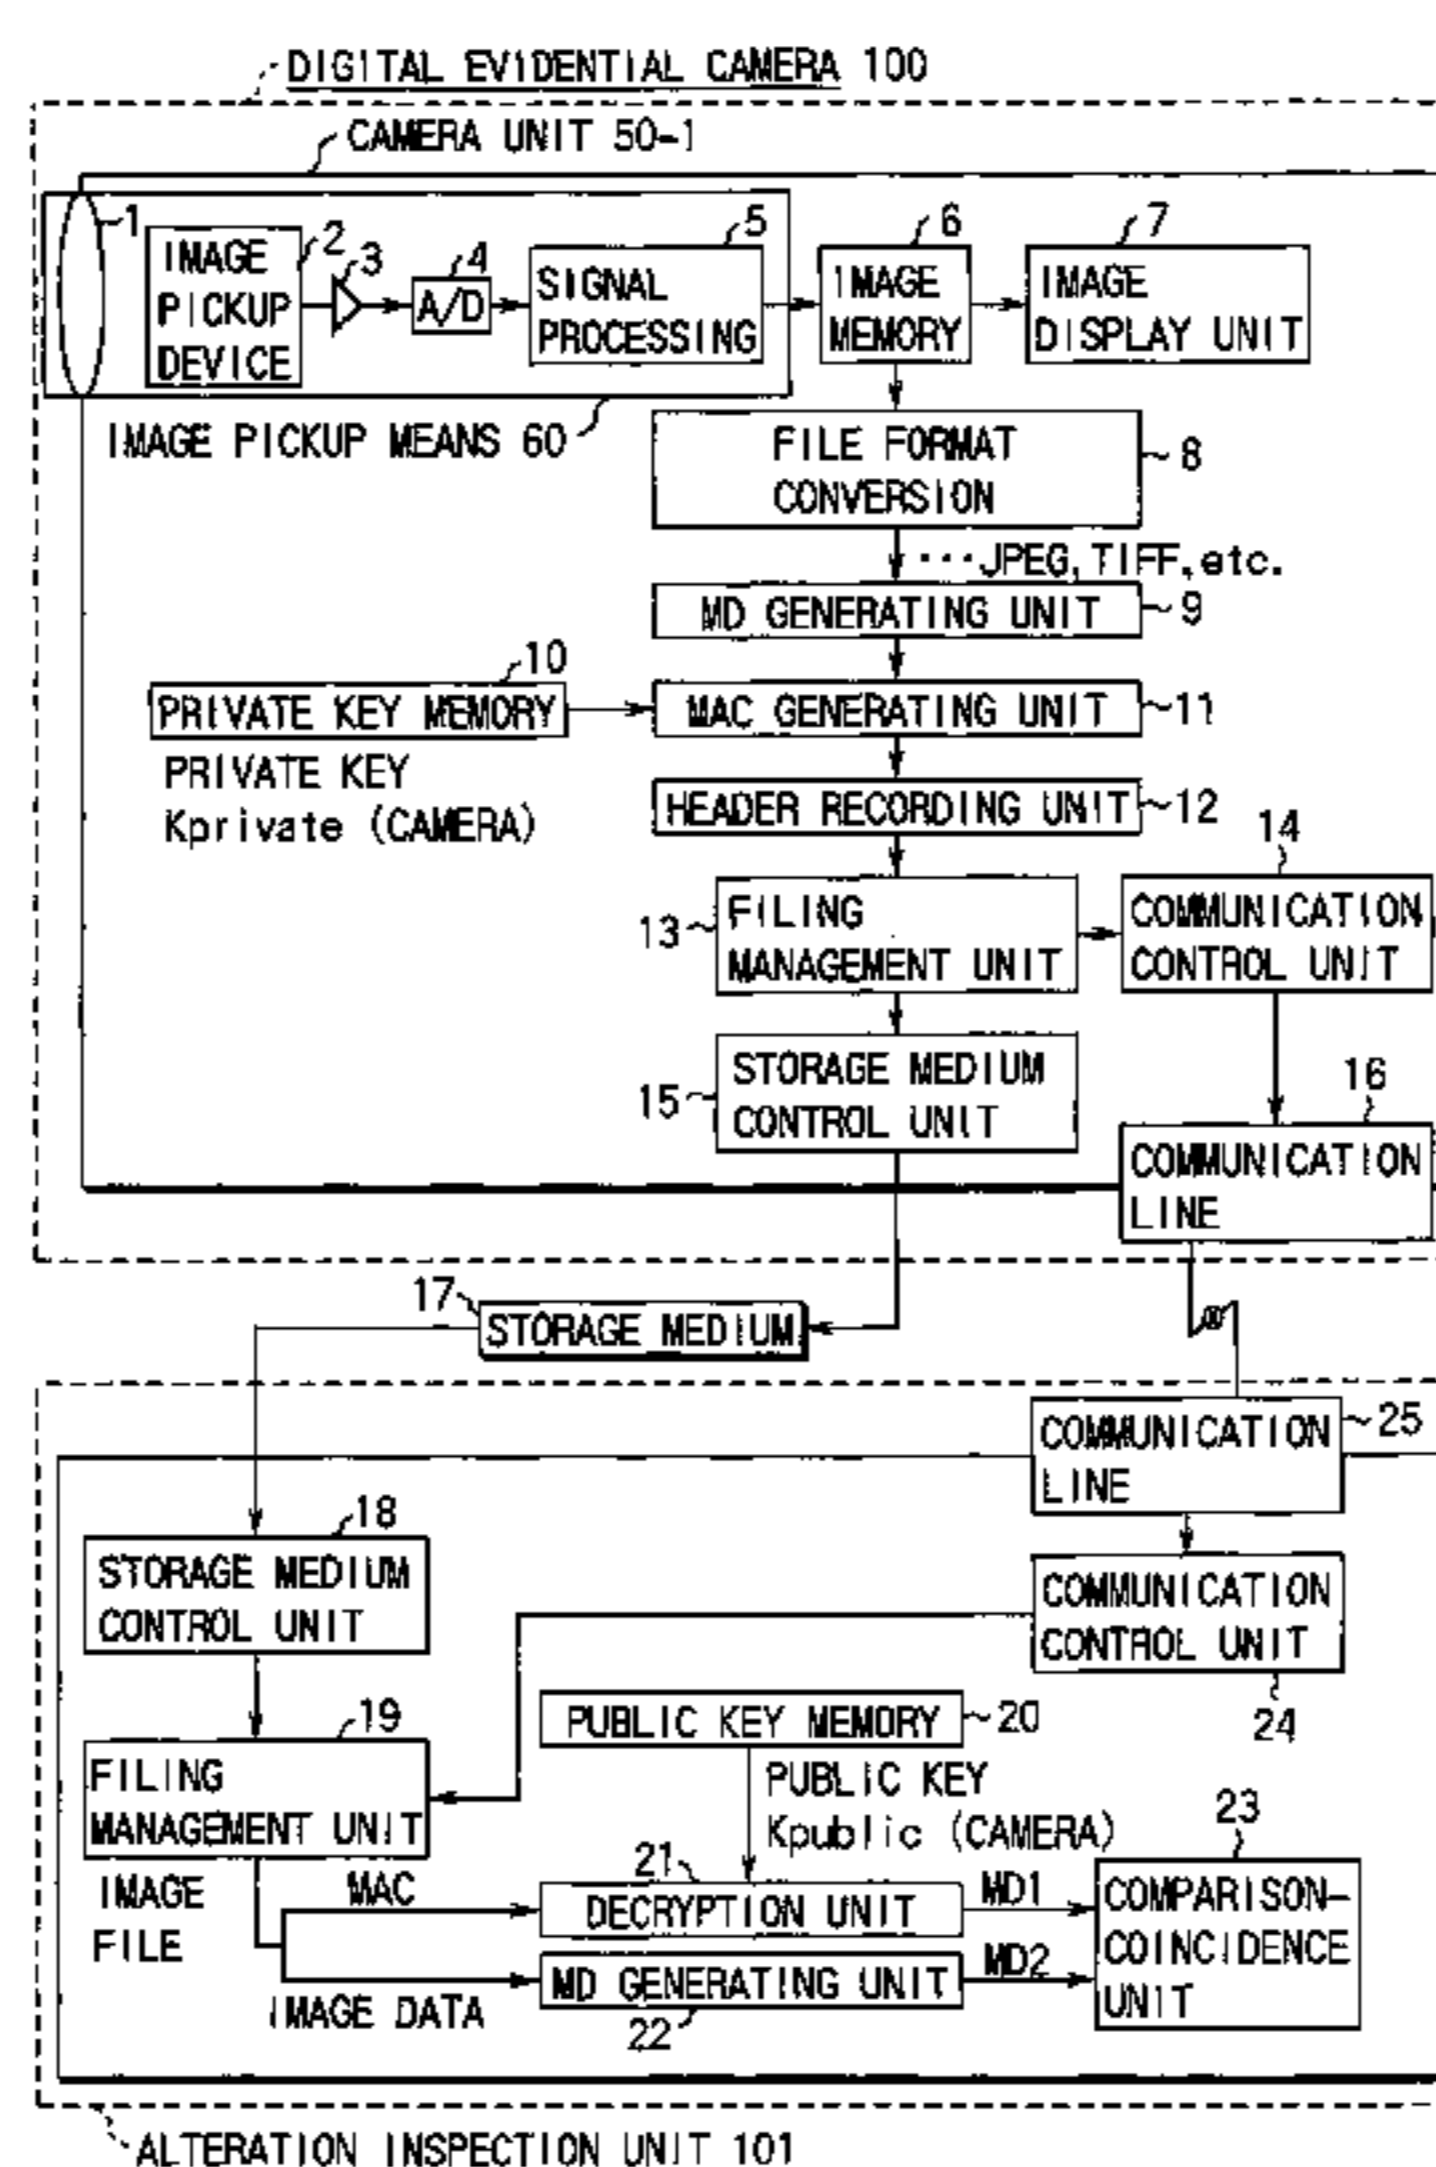 DIGITAL EVIDENTIAL CAMERA 100
CAMERA UNIT 50-1
1
IMAGE
PICKUP
DEVICE
2
3
4
A/D
5
SIGNAL
PROCESSING
6
IMAGE
MEMORY
7
IMAGE
DISPLAY UNIT
IMAGE PICKUP MEANS 60
FILE FORMAT
CONVERSION
8
···JPEG,TIFF,etc.
MD GENERATING UNIT
9
10
PRIVATE KEY MEMORY
PRIVATE KEY
Kprivate (CAMERA)
MAC GENERATING UNIT
11
HEADER RECORDING UNIT
12
13
FILING
MANAGEMENT UNIT
14
COMMUNICATION
CONTROL UNIT
15
STORAGE MEDIUM
CONTROL UNIT
16
COMMUNICATION
LINE
17
STORAGE MEDIUM
COMMUNICATION
LINE
25
18
STORAGE MEDIUM
CONTROL UNIT
COMMUNICATION
CONTROL UNIT
24
19
FILING
MANAGEMENT UNIT
PUBLIC KEY MEMORY
20
PUBLIC KEY
Kpublic (CAMERA)
IMAGE
FILE
MAC
21
DECRYPTION UNIT
MD1
IMAGE DATA
MD GENERATING UNIT
22
MD2
23
COMPARISON-
COINCIDENCE
UNIT
ALTERATION INSPECTION UNIT 101